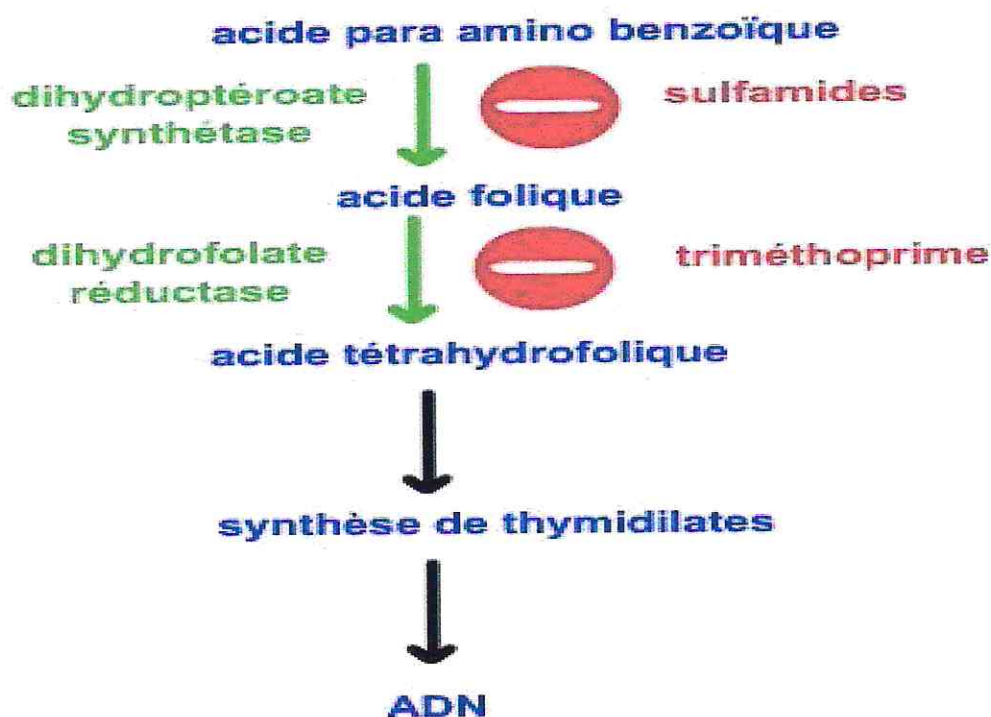 acide para amino benzoïque
dihydroptéroate
synthétase
sulfamides
acide folique
dihydrofolate
réductase
triméthoprime
acide tétrahydrofolique
synthèse de thymidilates
ADN